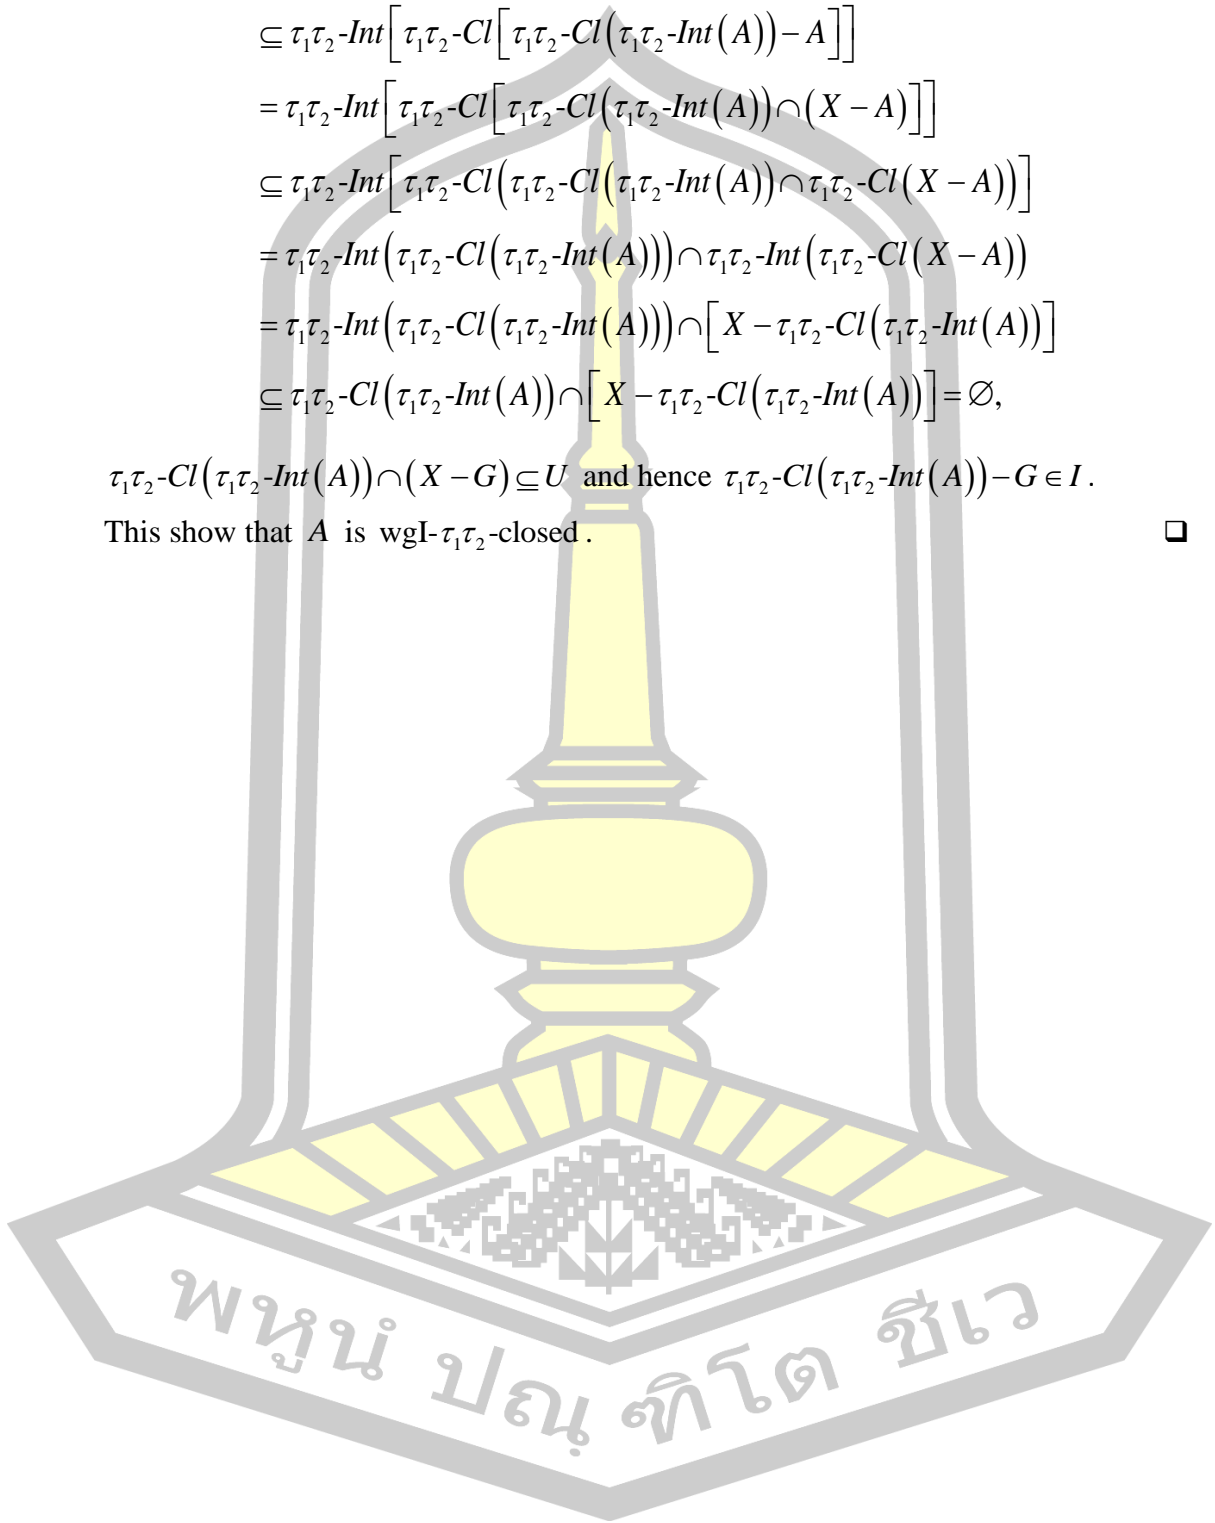 ⊆ τ₁τ₂-Int[τ₁τ₂-Cl[τ₁τ₂-Cl(τ₁τ₂-Int(A)) − A]]
= τ₁τ₂-Int[τ₁τ₂-Cl[τ₁τ₂-Cl(τ₁τ₂-Int(A)) ∩ (X − A)]]
⊆ τ₁τ₂-Int[τ₁τ₂-Cl(τ₁τ₂-Cl(τ₁τ₂-Int(A)) ∩ τ₁τ₂-Cl(X − A))]
= τ₁τ₂-Int(τ₁τ₂-Cl(τ₁τ₂-Int(A))) ∩ τ₁τ₂-Int(τ₁τ₂-Cl(X − A))
= τ₁τ₂-Int(τ₁τ₂-Cl(τ₁τ₂-Int(A))) ∩ [X − τ₁τ₂-Cl(τ₁τ₂-Int(A))]
⊆ τ₁τ₂-Cl(τ₁τ₂-Int(A)) ∩ [X − τ₁τ₂-Cl(τ₁τ₂-Int(A))] = ∅,
τ₁τ₂-Cl(τ₁τ₂-Int(A)) ∩ (X − G) ⊆ U and hence τ₁τ₂-Cl(τ₁τ₂-Int(A)) − G ∈ I .
This show that A is wgI-τ₁τ₂-closed . ❑
พหูนํ ปณฺฑิโต ชีเว